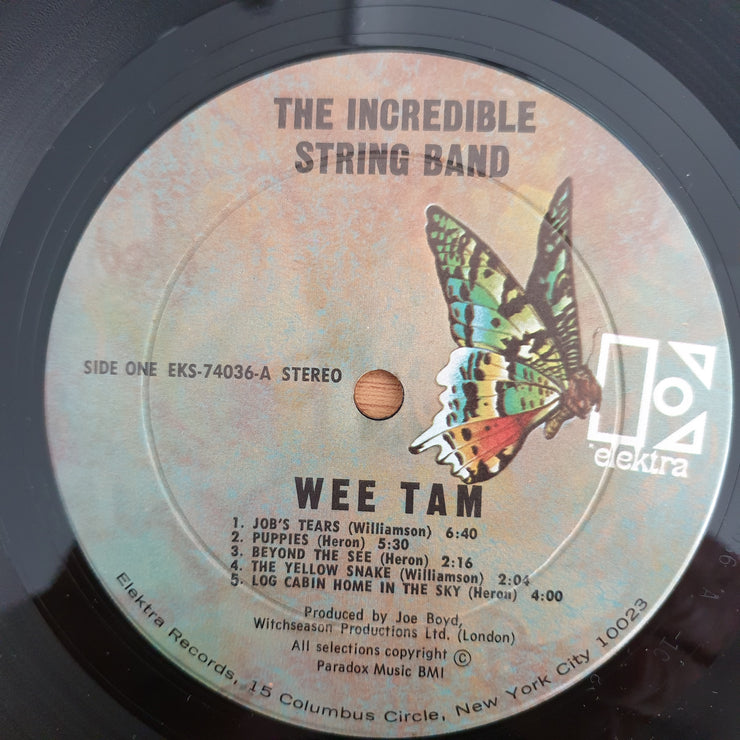 THE INCREDIBLE
STRING BAND
SIDE ONE EKS-74036-A STEREO
elektra
WEE TAM
1. JOB'S TEARS (Williamson) 6:40
2. PUPPIES (Heron) 5:30
3. BEYOND THE SEE (Heron) 2:16
4. THE YELLOW SNAKE (Williamson) 2:04
5. LOG CABIN HOME IN THE SKY (Heron) 4:00
Produced by Joe Boyd,
Witchseason Productions Ltd. (London)
All selections copyright ©
Paradox Music BMI
Elektra Records, 15 Columbus Circle, New York City 10023